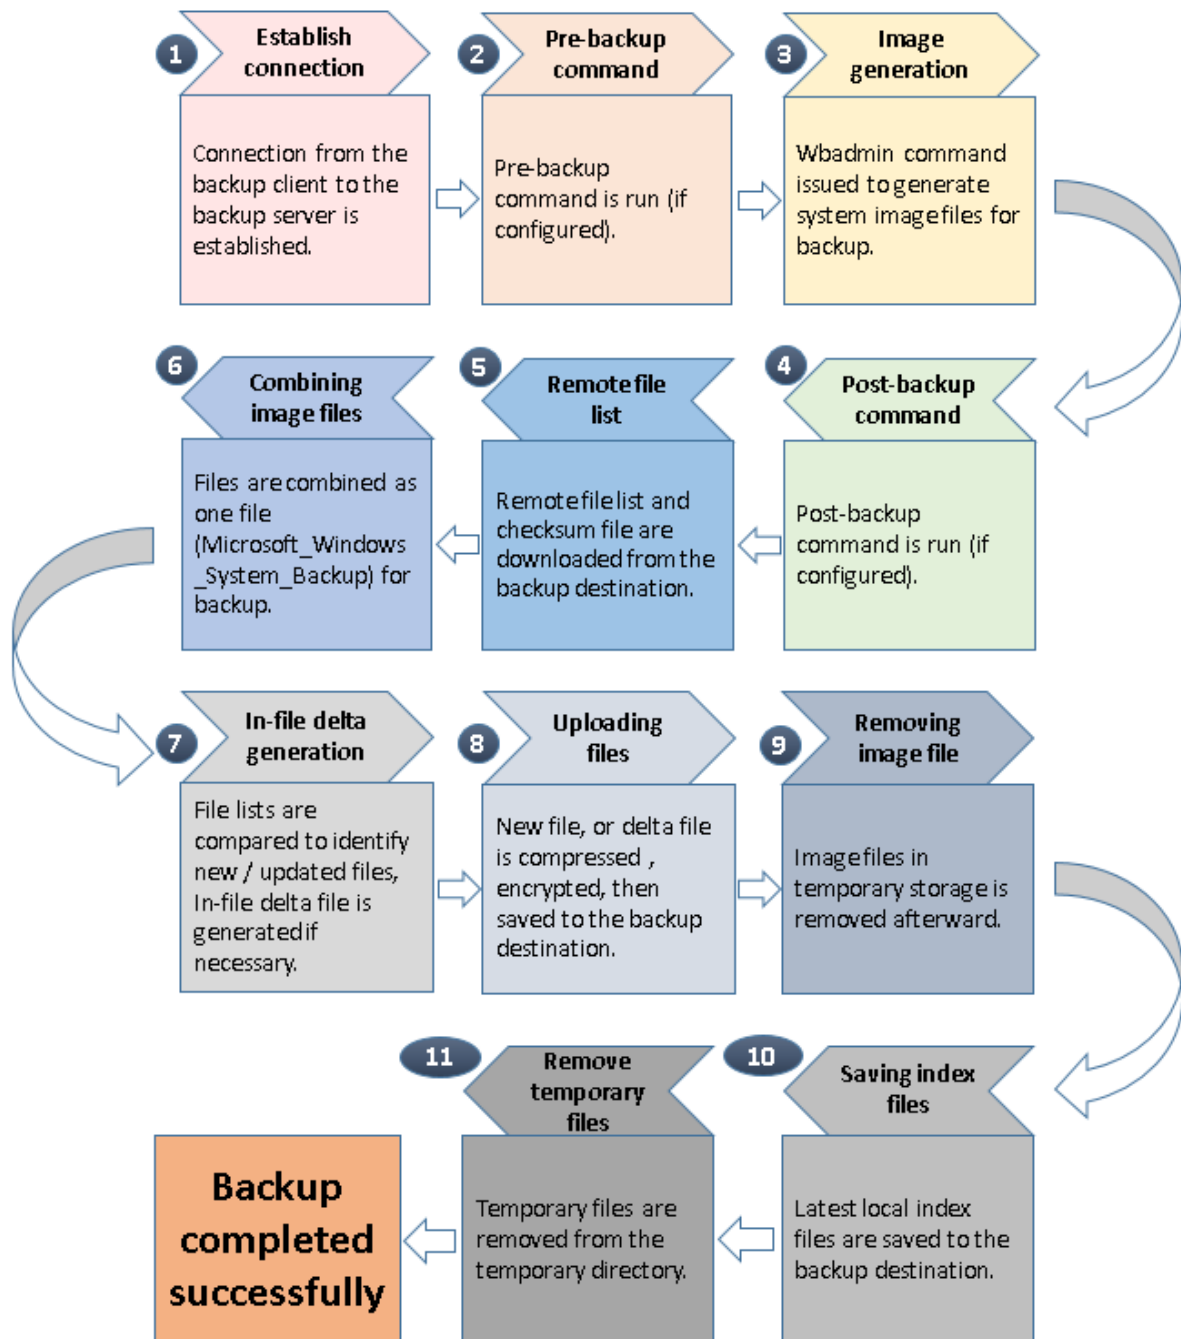 1
Establish
connection
Connection from the
backup client to the
backup server is
established.
2
Pre-backup
command
Pre-backup
command is run (if
configured).
3
Image
generation
Wbadmin command
issued to generate
system image files for
backup.
4
Post-backup
command
Post-backup
command is run (if
configured).
5
Remote file
list
Remote file list and
checksum file are
downloaded from the
backup destination.
6
Combining
image files
Files are combined as
one file
(Microsoft_Windows
_System_Backup) for
backup.
7
In-file delta
generation
File lists are
compared to identify
new / updated files,
In-file delta file is
generated if
necessary.
8
Uploading
files
New file, or delta file
is compressed ,
encrypted, then
saved to the backup
destination.
9
Removing
image file
Image files in
temporary storage is
removed afterward.
10
Saving index
files
Latest local index
files are saved to the
backup destination.
11
Remove
temporary
files
Temporary files are
removed from the
temporary directory.
Backup
completed
successfully